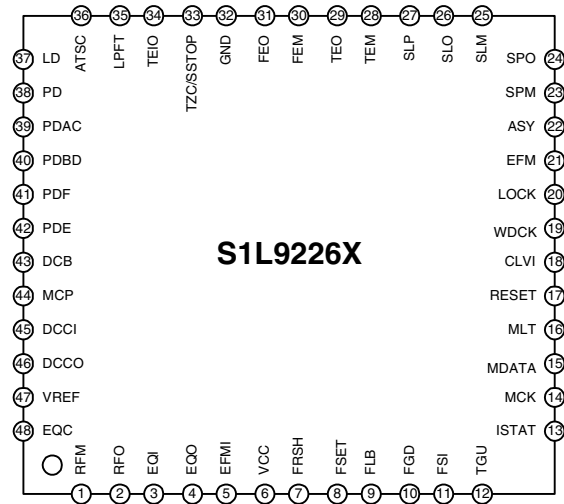 36 35 34 33 32 31 30 29 28 27 26 25
ATSC LPFT TEIO TZC/SSTOP GND FEO FEM TEO TEM SLP SLO SLM
37 LD SPO 24
38 PD SPM 23
39 PDAC ASY 22
40 PDBD EFM 21
41 PDF LOCK 20
42 PDE WDCK 19
S1L9226X
43 DCB CLVI 18
44 MCP RESET 17
45 DCCI MLT 16
46 DCCO MDATA 15
47 VREF MCK 14
48 EQC ISTAT 13
RFM RFO EQI EQO EFMI VCC FRSH FSET FLB FGD FSI TGU
1 2 3 4 5 6 7 8 9 10 11 12